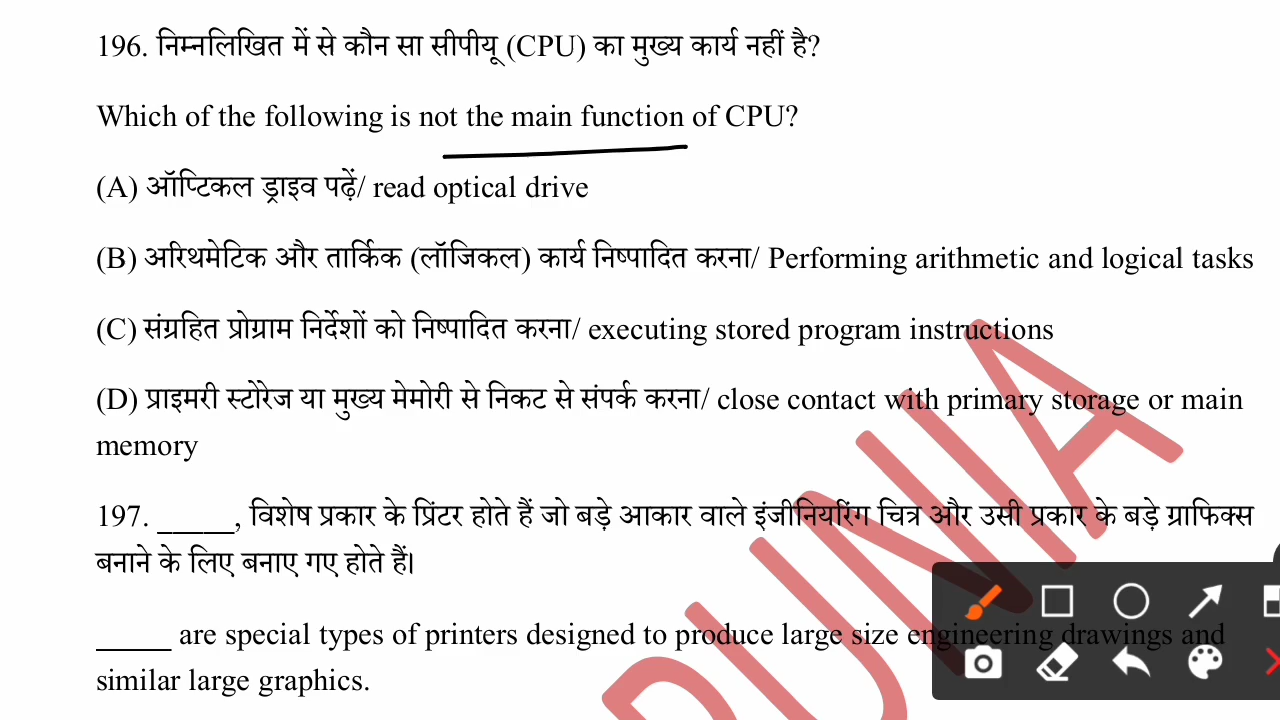 196. निम्नलिखित में से कौन सा सीपीयू (CPU) का मुख्य कार्य नहीं है?
Which of the following is not the main function of CPU?
(A) ऑप्टिकल ड्राइव पढ़ें/ read optical drive
(B) अरिथमेटिक और तार्किक (लॉजिकल) कार्य निष्पादित करना/ Performing arithmetic and logical tasks
(C) संग्रहित प्रोग्राम निर्देशों को निष्पादित करना/ executing stored program instructions
(D) प्राइमरी स्टोरेज या मुख्य मेमोरी से निकट से संपर्क करना/ close contact with primary storage or main
memory
197. _____, विशेष प्रकार के प्रिंटर होते हैं जो बड़े आकार वाले इंजीनियरिंग चित्र और उसी प्रकार के बड़े ग्राफिक्स
बनाने के लिए बनाए गए होते हैं।
_____ are special types of printers designed to produce large size engineering drawings and
similar large graphics.
PUNIA